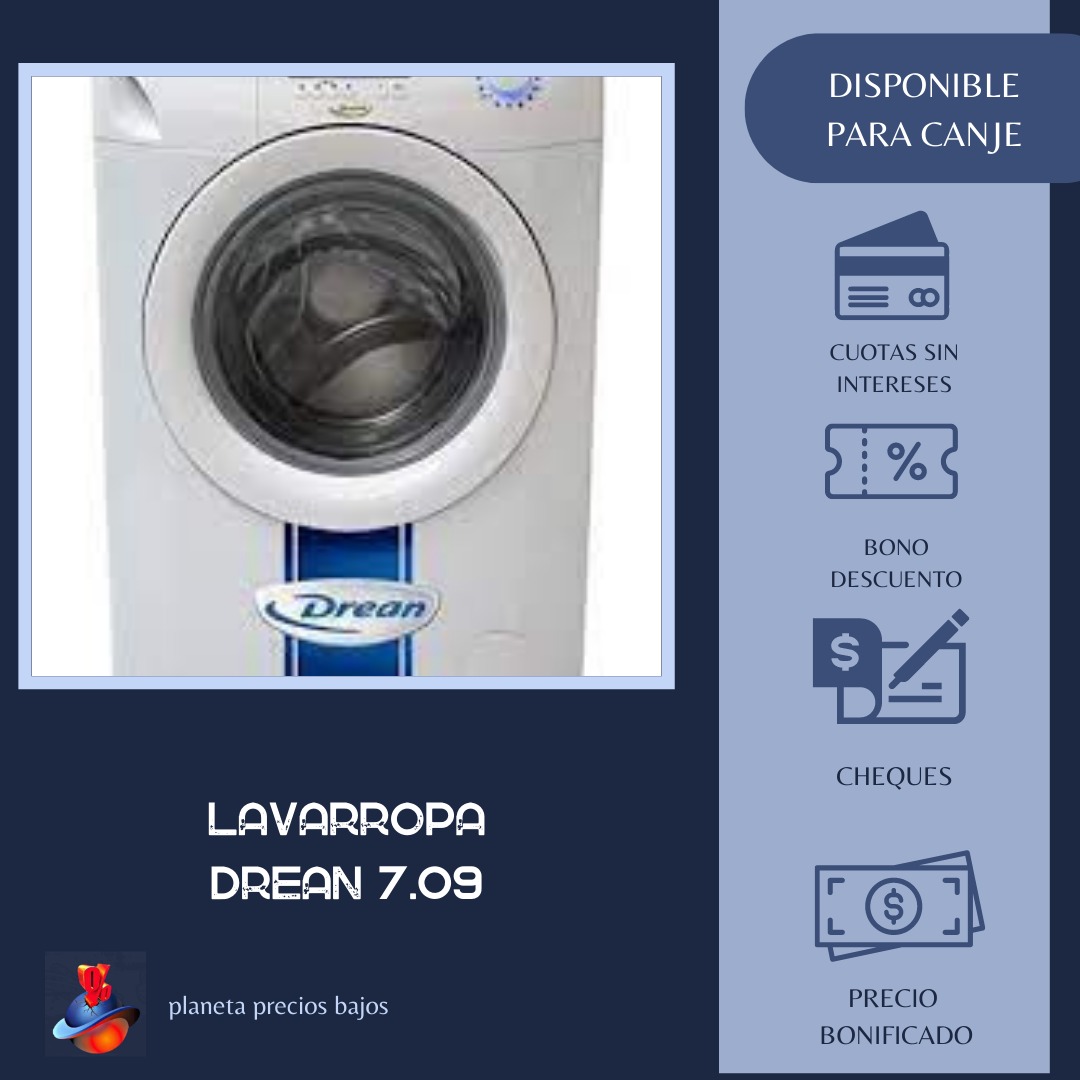 Drean
LAVARROPA
DREAN 7.09
planeta precios bajos
DISPONIBLE
PARA CANJE
CUOTAS SIN
INTERESES
BONO
DESCUENTO
CHEQUES
PRECIO
BONIFICADO